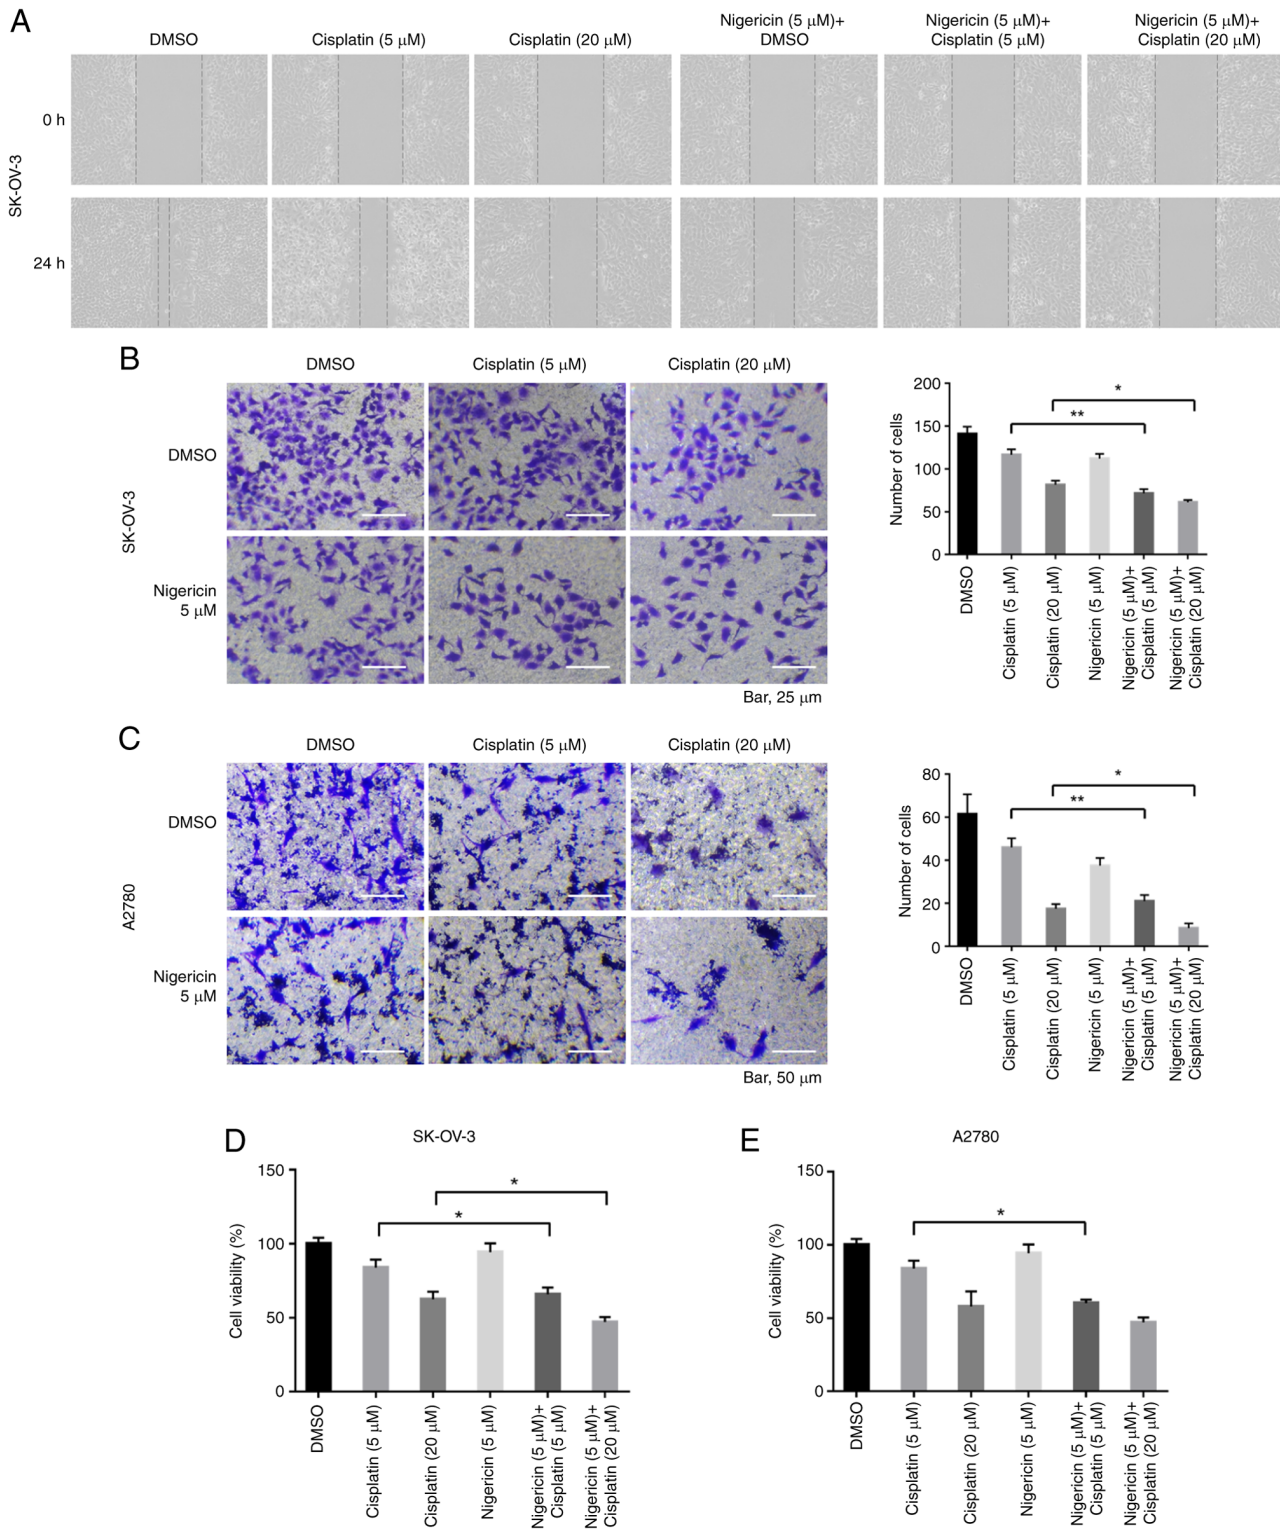 A
DMSO
Cisplatin (5 μM)
Cisplatin (20 μM)
Nigericin (5 μM)+
DMSO
Nigericin (5 μM)+
Cisplatin (5 μM)
Nigericin (5 μM)+
Cisplatin (20 μM)
SK-OV-3
0 h
24 h
B
DMSO
Cisplatin (5 μM)
Cisplatin (20 μM)
SK-OV-3
DMSO
Nigericin
5 μM
Bar, 25 μm
Number of cells
200
150
100
50
0
*
**
DMSO
Cisplatin (5 μM)
Cisplatin (20 μM)
Nigericin (5 μM)
Nigericin (5 μM)+
Cisplatin (5 μM)
Nigericin (5 μM)+
Cisplatin (20 μM)
C
DMSO
Cisplatin (5 μM)
Cisplatin (20 μM)
A2780
DMSO
Nigericin
5 μM
Bar, 50 μm
Number of cells
80
60
40
20
0
*
**
DMSO
Cisplatin (5 μM)
Cisplatin (20 μM)
Nigericin (5 μM)
Nigericin (5 μM)+
Cisplatin (5 μM)
Nigericin (5 μM)+
Cisplatin (20 μM)
D
SK-OV-3
Cell viability (%)
150
100
50
0
*
*
DMSO
Cisplatin (5 μM)
Cisplatin (20 μM)
Nigericin (5 μM)
Nigericin (5 μM)+
Cisplatin (5 μM)
Nigericin (5 μM)+
Cisplatin (20 μM)
E
A2780
Cell viability (%)
150
100
50
0
*
DMSO
Cisplatin (5 μM)
Cisplatin (20 μM)
Nigericin (5 μM)
Nigericin (5 μM)+
Cisplatin (5 μM)
Nigericin (5 μM)+
Cisplatin (20 μM)